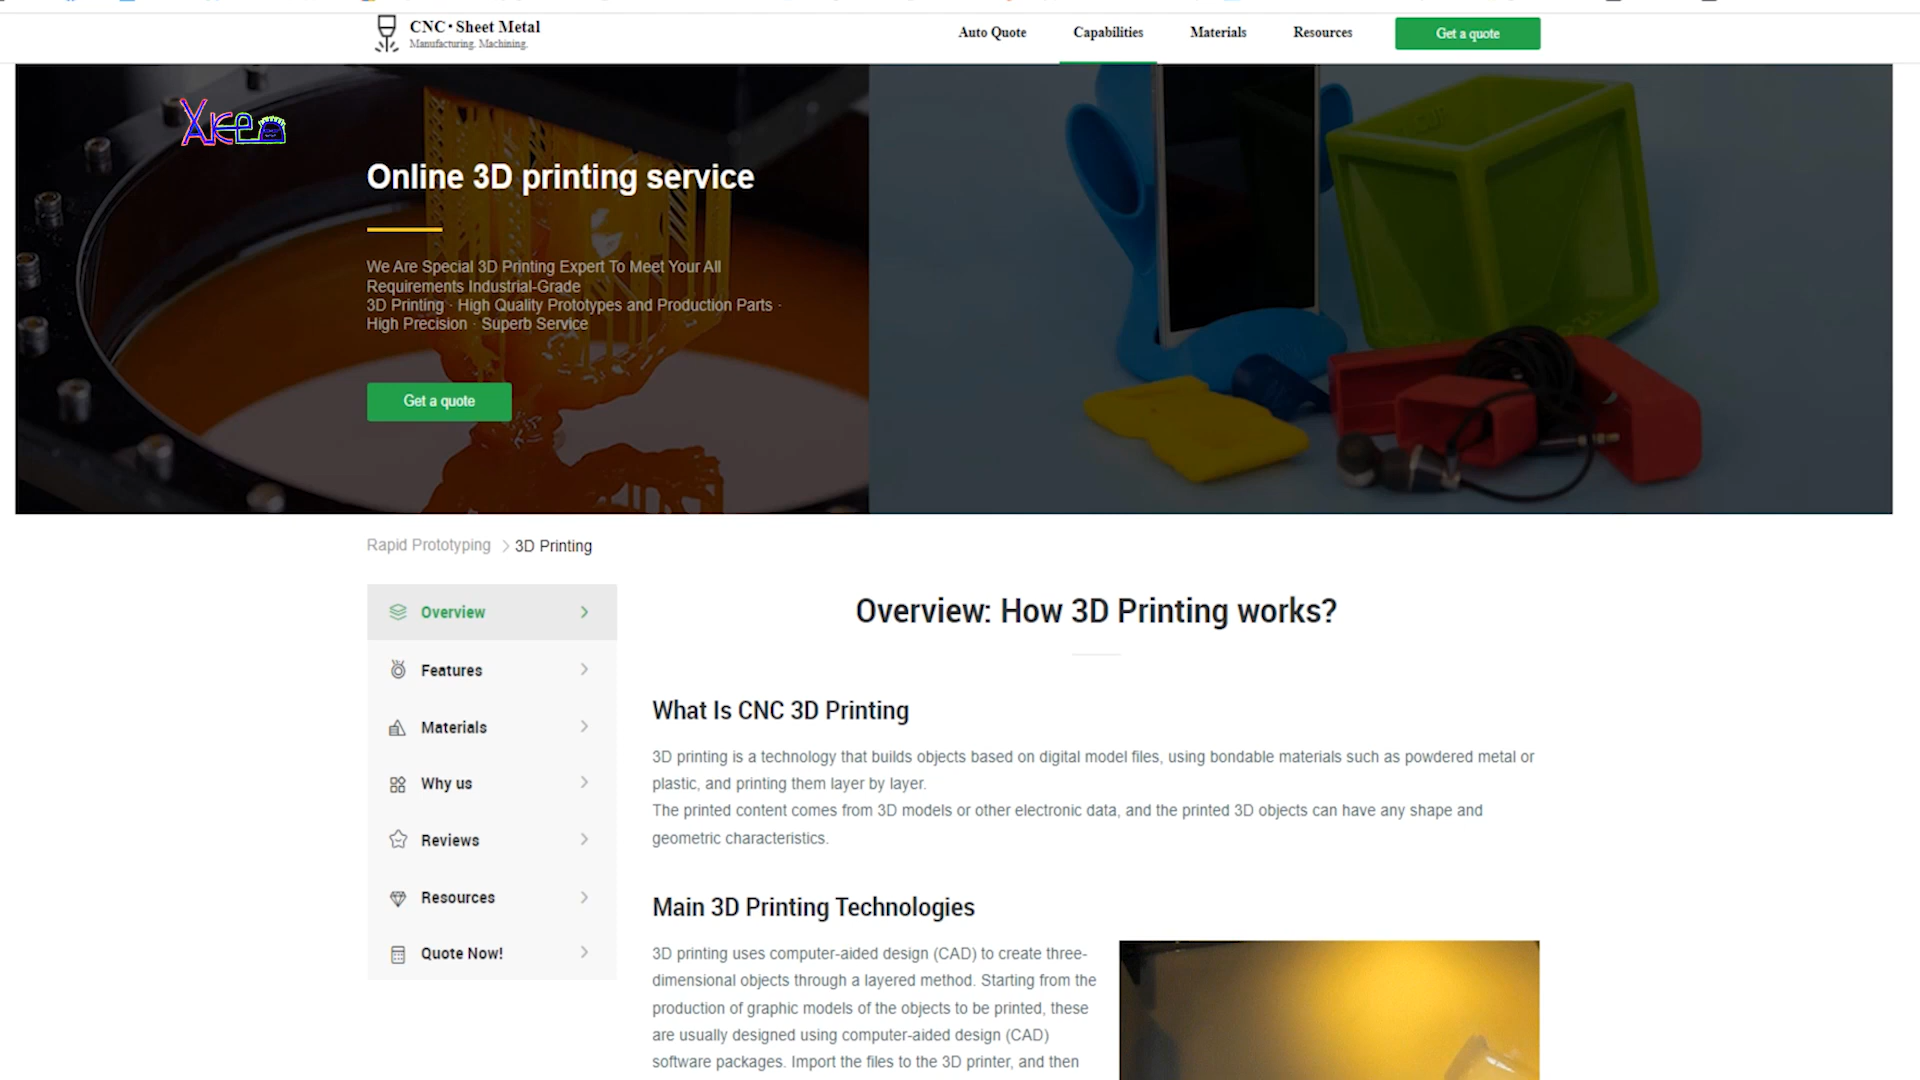 CNC·Sheet Metal
Manufacturing. Machining.
Auto Quote
Capabilities
Materials
Resources
Get a quote
Online 3D printing service
We Are Special 3D Printing Expert To Meet Your All
Requirements Industrial-Grade
3D Printing · High Quality Prototypes and Production Parts ·
High Precision · Superb Service
Get a quote
Rapid Prototyping > 3D Printing
Overview
Features
Materials
Why us
Reviews
Resources
Quote Now!
Overview: How 3D Printing works?
What Is CNC 3D Printing
3D printing is a technology that builds objects based on digital model files, using bondable materials such as powdered metal or
plastic, and printing them layer by layer.
The printed content comes from 3D models or other electronic data, and the printed 3D objects can have any shape and
geometric characteristics.
Main 3D Printing Technologies
3D printing uses computer-aided design (CAD) to create three-
dimensional objects through a layered method. Starting from the
production of graphic models of the objects to be printed, these
are usually designed using computer-aided design (CAD)
software packages. Import the files to the 3D printer, and then